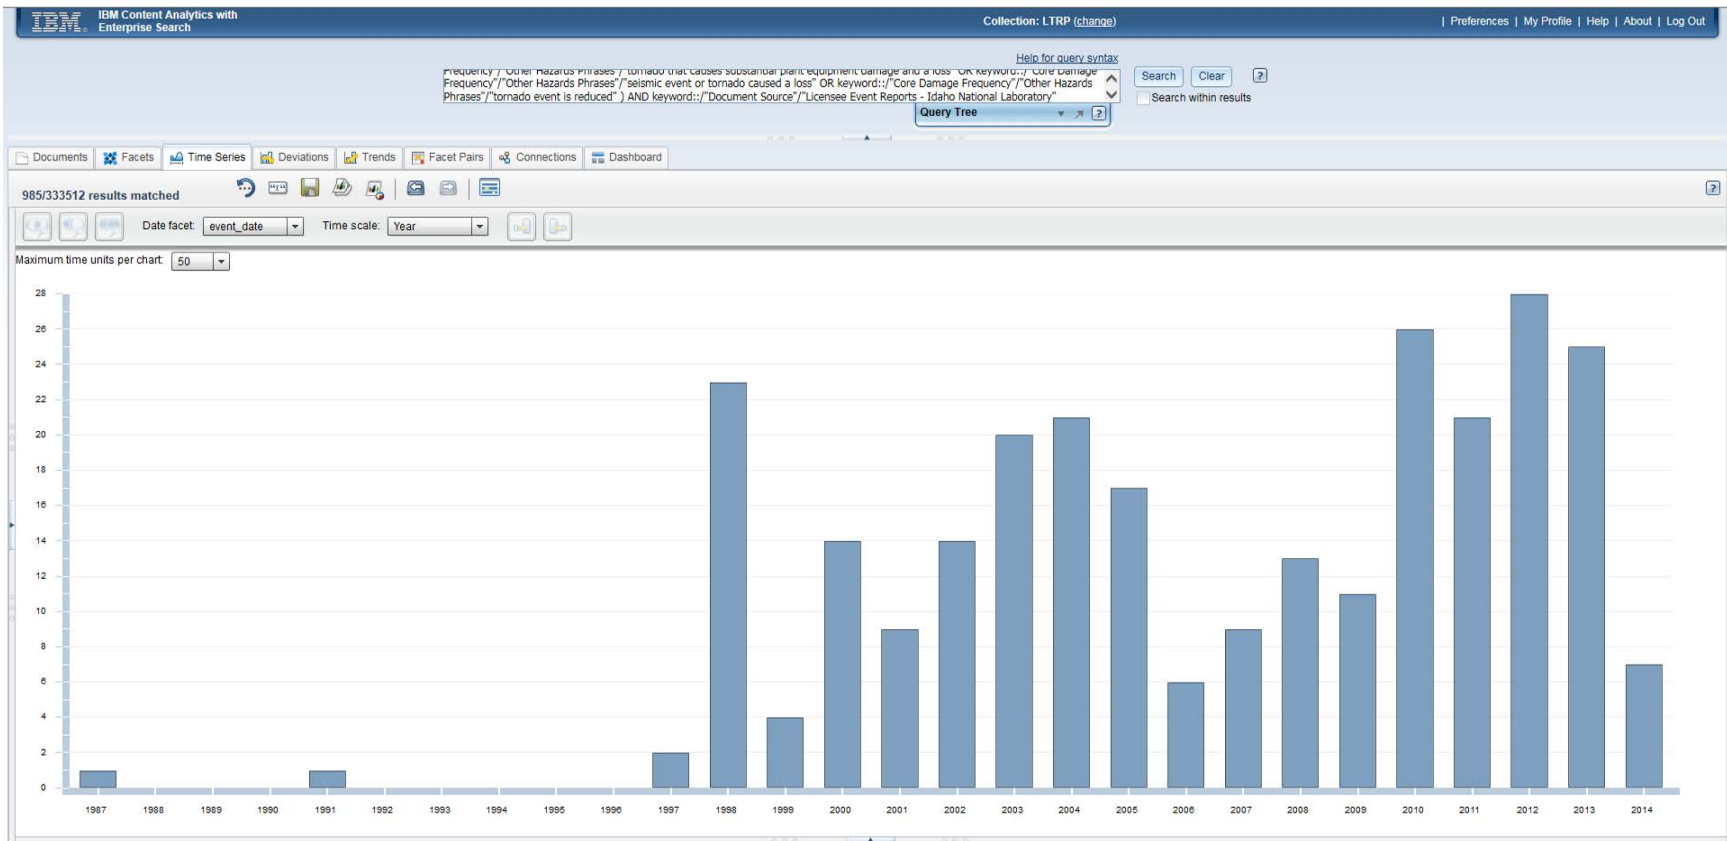 IBM
IBM Content Analytics with
Enterprise Search
Collection: LTRP (change)
| Preferences | My Profile | Help | About | Log Out
Help for query syntax
Frequency"/"Other Hazards Phrases"/"tornado that causes substantial plant equipment damage and a loss" OR keyword::/"Core Damage
Frequency"/"Other Hazards Phrases"/"seismic event or tornado caused a loss" OR keyword::/"Core Damage Frequency"/"Other Hazards
Phrases"/"tornado event is reduced" ) AND keyword::/"Document Source"/"Licensee Event Reports - Idaho National Laboratory"
Search Clear ?
Search within results
Query Tree ?
Documents Facets Time Series Deviations Trends Facet Pairs Connections Dashboard
985/333512 results matched ?
Date facet: event_date Time scale: Year
Maximum time units per chart: 50
28
26
24
22
20
18
16
14
12
10
8
6
4
2
0
1987 1988 1989 1990 1991 1992 1993 1994 1995 1996 1997 1998 1999 2000 2001 2002 2003 2004 2005 2006 2007 2008 2009 2010 2011 2012 2013 2014